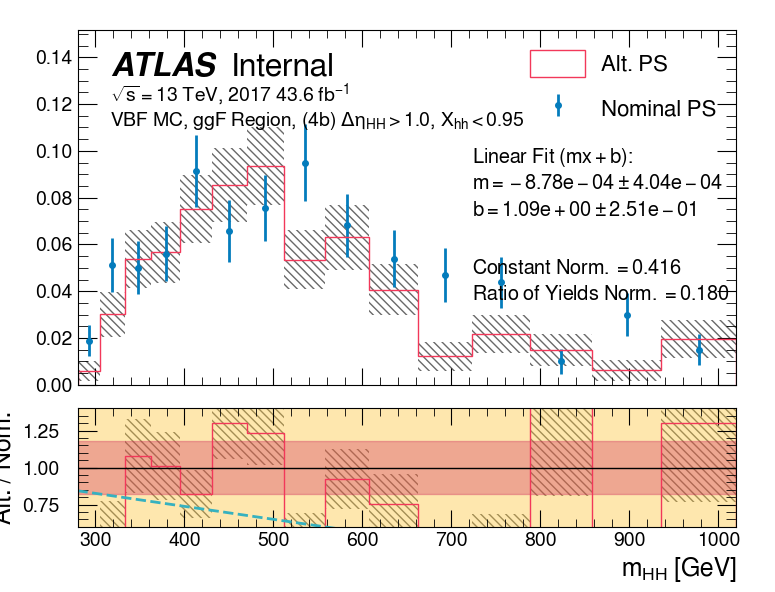 ATLAS Internal
√s = 13 TeV, 2017 43.6 fb⁻¹
VBF MC, ggF Region, (4b) Δη_HH > 1.0, X_hh < 0.95
Alt. PS
Nominal PS
Linear Fit (mx + b):
m = −8.78e−04 ± 4.04e−04
b = 1.09e+00 ± 2.51e−01
Constant Norm. = 0.416
Ratio of Yields Norm. = 0.180
0.14
0.12
0.10
0.08
0.06
0.04
0.02
0.00
Alt. / Nom.
1.25
1.00
0.75
300 400 500 600 700 800 900 1000
m_HH [GeV]